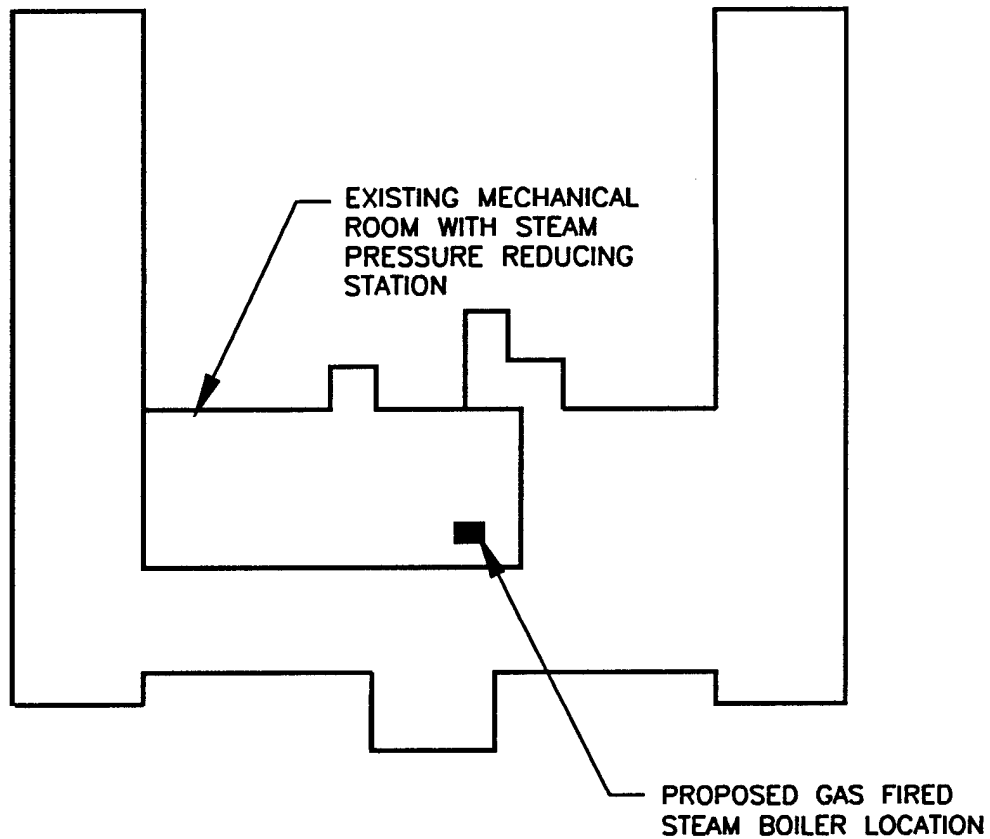 EXISTING MECHANICAL
ROOM WITH STEAM
PRESSURE REDUCING
STATION
PROPOSED GAS FIRED
STEAM BOILER LOCATION